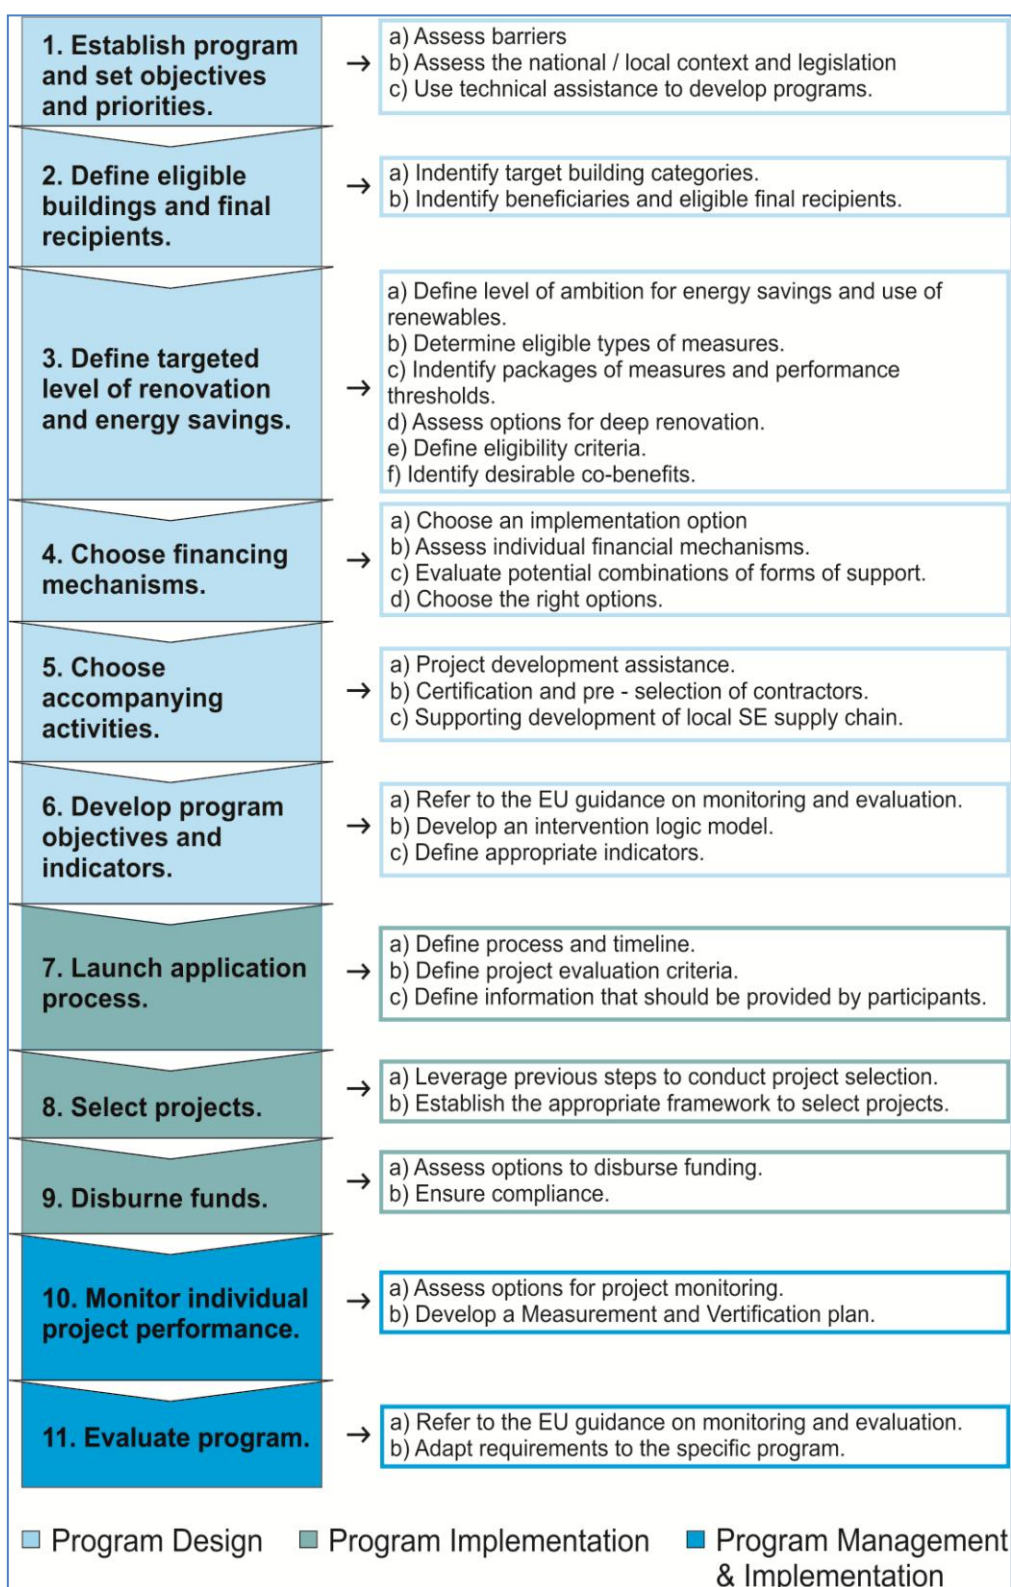 1. Establish program
and set objectives
and priorities.
a) Assess barriers
b) Assess the national / local context and legislation
c) Use technical assistance to develop programs.
2. Define eligible
buildings and final
recipients.
a) Indentify target building categories.
b) Indentify beneficiaries and eligible final recipients.
3. Define targeted
level of renovation
and energy savings.
a) Define level of ambition for energy savings and use of
renewables.
b) Determine eligible types of measures.
c) Indentify packages of measures and performance
thresholds.
d) Assess options for deep renovation.
e) Define eligibility criteria.
f) Identify desirable co-benefits.
4. Choose financing
mechanisms.
a) Choose an implementation option
b) Assess individual financial mechanisms.
c) Evaluate potential combinations of forms of support.
d) Choose the right options.
5. Choose
accompanying
activities.
a) Project development assistance.
b) Certification and pre - selection of contractors.
c) Supporting development of local SE supply chain.
6. Develop program
objectives and
indicators.
a) Refer to the EU guidance on monitoring and evaluation.
b) Develop an intervention logic model.
c) Define appropriate indicators.
7. Launch application
process.
a) Define process and timeline.
b) Define project evaluation criteria.
c) Define information that should be provided by participants.
8. Select projects.
a) Leverage previous steps to conduct project selection.
b) Establish the appropriate framework to select projects.
9. Disburne funds.
a) Assess options to disburse funding.
b) Ensure compliance.
10. Monitor individual
project performance.
a) Assess options for project monitoring.
b) Develop a Measurement and Vertification plan.
11. Evaluate program.
a) Refer to the EU guidance on monitoring and evaluation.
b) Adapt requirements to the specific program.
Program Design
Program Implementation
Program Management
& Implementation